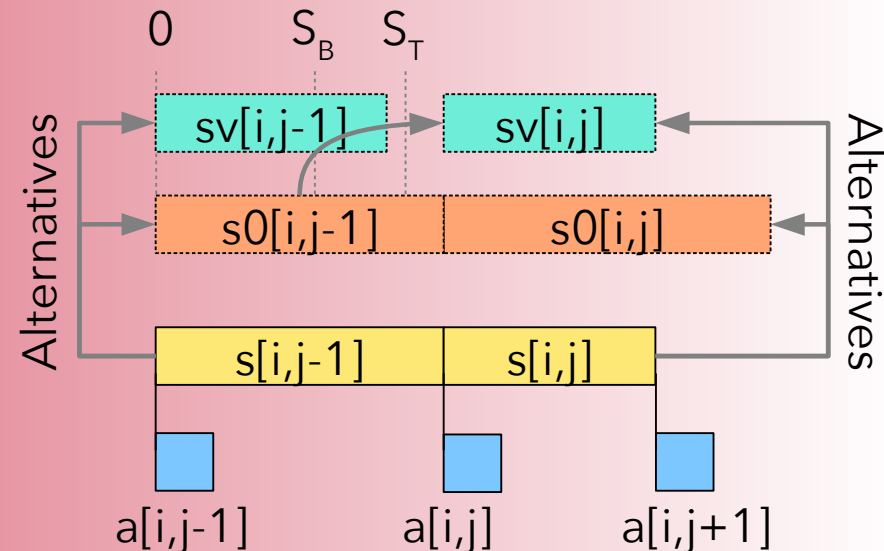 0 S_B S_T
sv[i,j-1] sv[i,j]
s0[i,j-1] s0[i,j]
Alternatives Alternatives
s[i,j-1] s[i,j]
a[i,j-1] a[i,j] a[i,j+1]